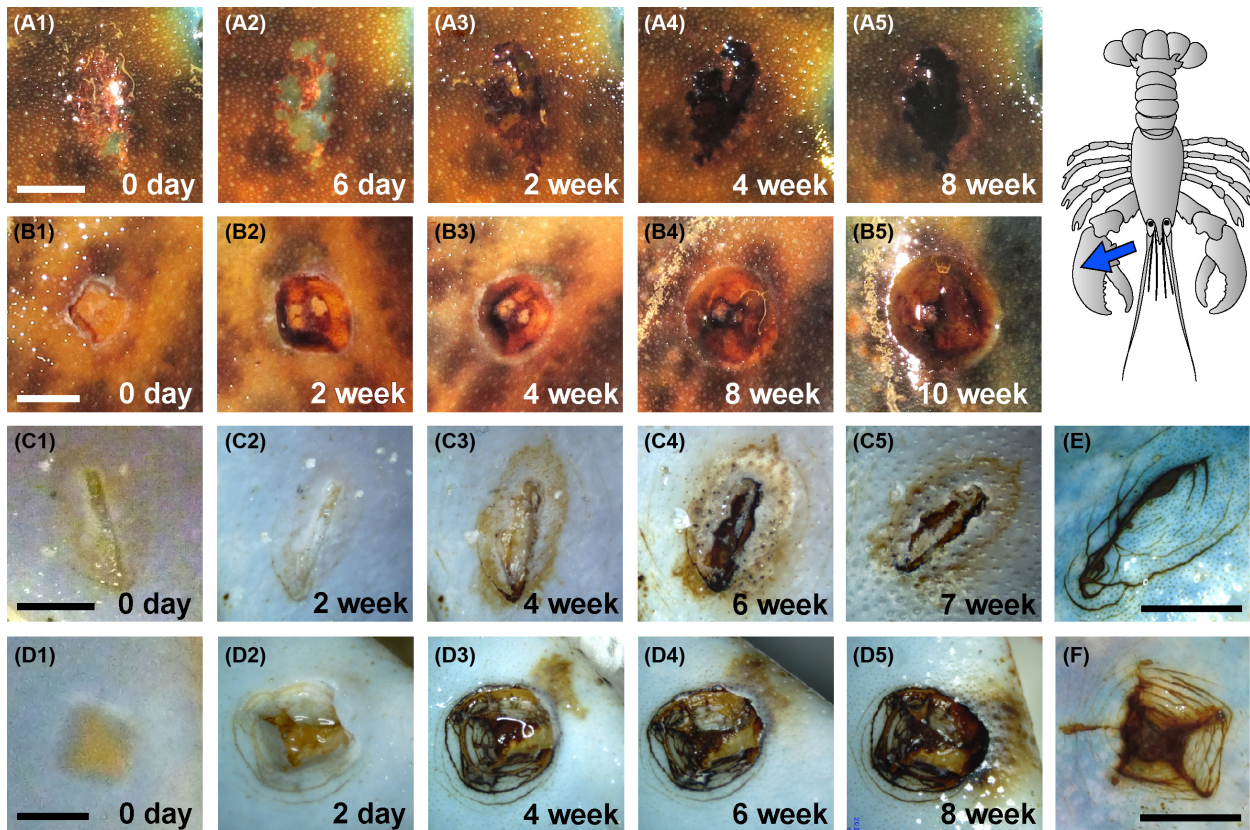 (A1) (A2) (A3) (A4) (A5)
0 day 6 day 2 week 4 week 8 week
(B1) (B2) (B3) (B4) (B5)
0 day 2 week 4 week 8 week 10 week
(C1) (C2) (C3) (C4) (C5) (E)
0 day 2 week 4 week 6 week 7 week
(D1) (D2) (D3) (D4) (D5) (F)
0 day 2 day 4 week 6 week 8 week